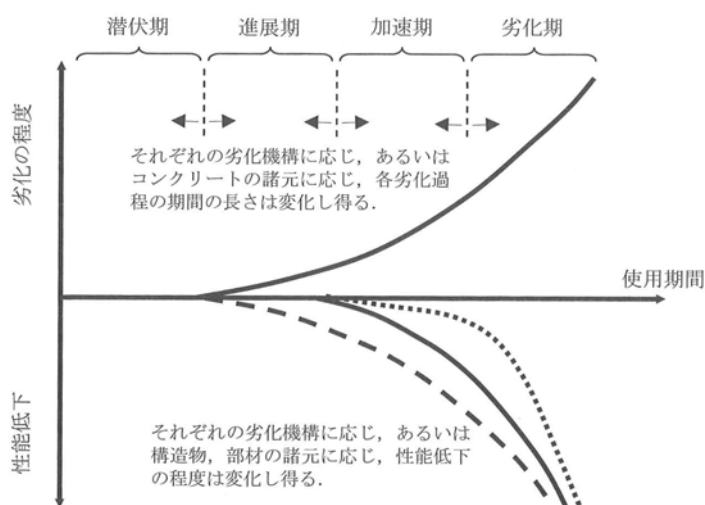 潜伏期 進展期 加速期 劣化期
劣化の程度
それぞれの劣化機構に応じ，あるいは
コンクリートの諸元に応じ，各劣化過
程の期間の長さは変化し得る．
使用期間
性能低下
それぞれの劣化機構に応じ，あるいは
構造物，部材の諸元に応じ，性能低下
の程度は変化し得る．